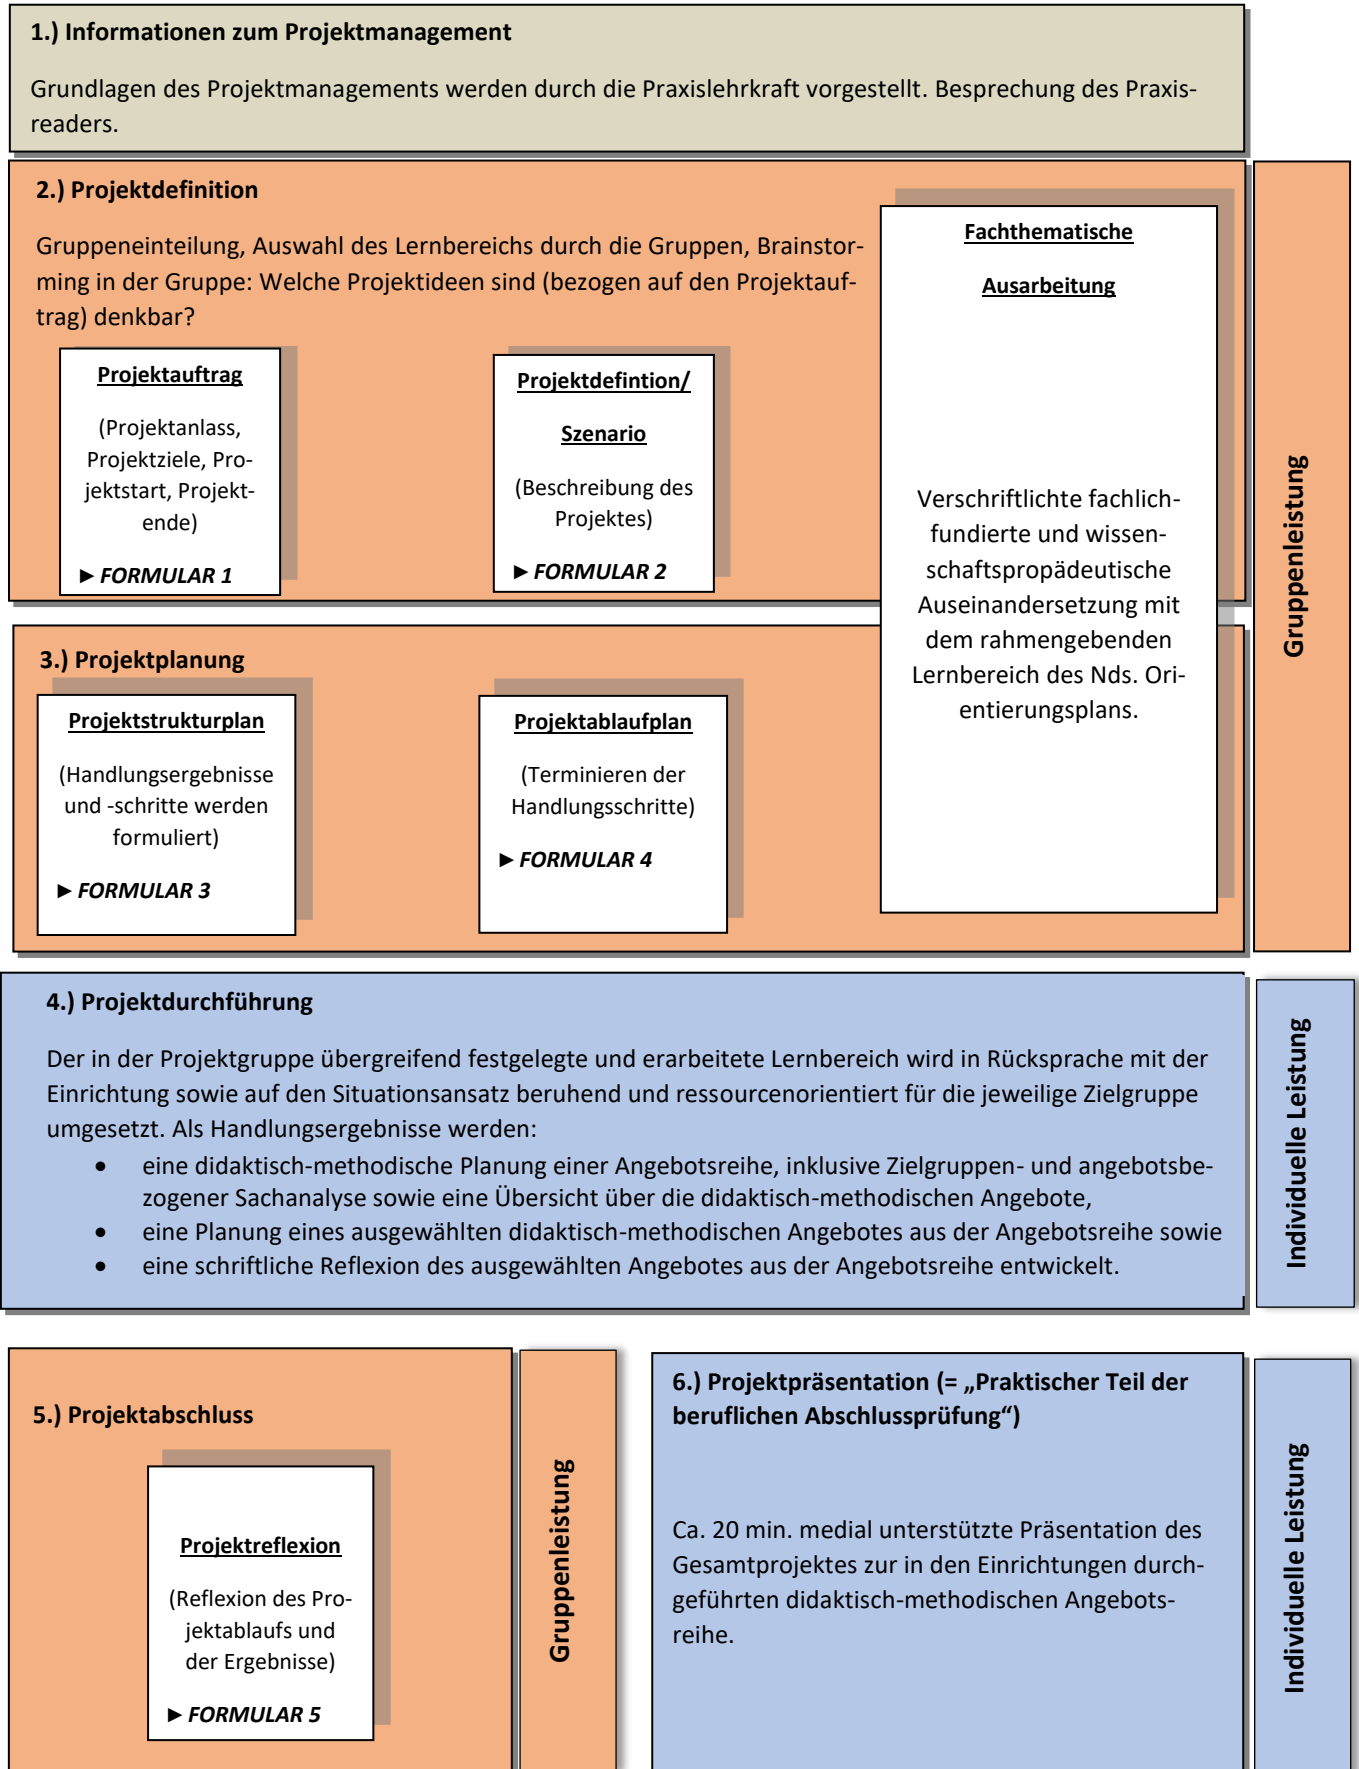 1.) Informationen zum Projektmanagement
Grundlagen des Projektmanagements werden durch die Praxislehrkraft vorgestellt. Besprechung des Praxis-
readers.
2.) Projektdefinition
Gruppeneinteilung, Auswahl des Lernbereichs durch die Gruppen, Brainstor-
ming in der Gruppe: Welche Projektideen sind (bezogen auf den Projektauf-
trag) denkbar?
Projektauftrag
(Projektanlass,
Projektziele, Pro-
jektstart, Projekt-
ende)
►FORMULAR 1
Projektdefintion/
Szenario
(Beschreibung des
Projektes)
►FORMULAR 2
Fachthematische
Ausarbeitung
Verschriftlichte fachlich-
fundierte und wissen-
schaftspropädeutische
Auseinandersetzung mit
dem rahmengebenden
Lernbereich des Nds. Ori-
entierungsplans.
Gruppenleistung
3.) Projektplanung
Projektstrukturplan
(Handlungsergebnisse
und -schritte werden
formuliert)
►FORMULAR 3
Projektablaufplan
(Terminieren der
Handlungsschritte)
►FORMULAR 4
4.) Projektdurchführung
Der in der Projektgruppe übergreifend festgelegte und erarbeitete Lernbereich wird in Rücksprache mit der
Einrichtung sowie auf den Situationsansatz beruhend und ressourcenorientiert für die jeweilige Zielgruppe
umgesetzt. Als Handlungsergebnisse werden:
• eine didaktisch-methodische Planung einer Angebotsreihe, inklusive Zielgruppen- und angebotsbe-
zogener Sachanalyse sowie eine Übersicht über die didaktisch-methodischen Angebote,
• eine Planung eines ausgewählten didaktisch-methodischen Angebotes aus der Angebotsreihe sowie
• eine schriftliche Reflexion des ausgewählten Angebotes aus der Angebotsreihe entwickelt.
Individuelle Leistung
5.) Projektabschluss
Projektreflexion
(Reflexion des Pro-
jektablaufs und
der Ergebnisse)
►FORMULAR 5
Gruppenleistung
6.) Projektpräsentation (= „Praktischer Teil der
beruflichen Abschlussprüfung“)
Ca. 20 min. medial unterstützte Präsentation des
Gesamtprojektes zur in den Einrichtungen durch-
geführten didaktisch-methodischen Angebots-
reihe.
Individuelle Leistung